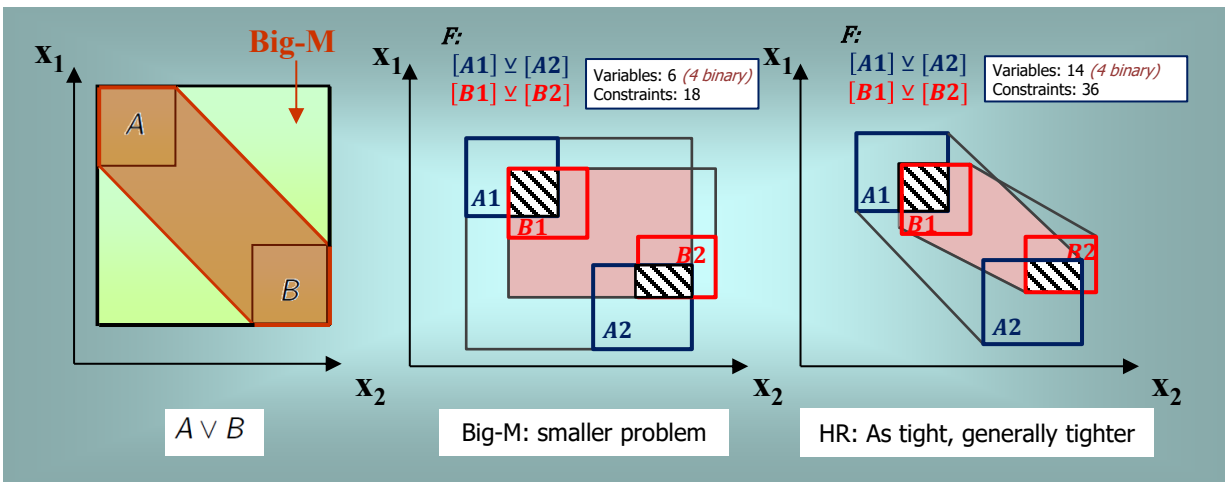 Big-M
x₁
A
B
x₂
A ∨ B
F:
[A1] ⊻ [A2]
[B1] ⊻ [B2]
Variables: 6 (4 binary)
Constraints: 18
x₁
A1
B1
B2
A2
x₂
Big-M: smaller problem
F:
[A1] ⊻ [A2]
[B1] ⊻ [B2]
Variables: 14 (4 binary)
Constraints: 36
x₁
A1
B1
B2
A2
x₂
HR: As tight, generally tighter